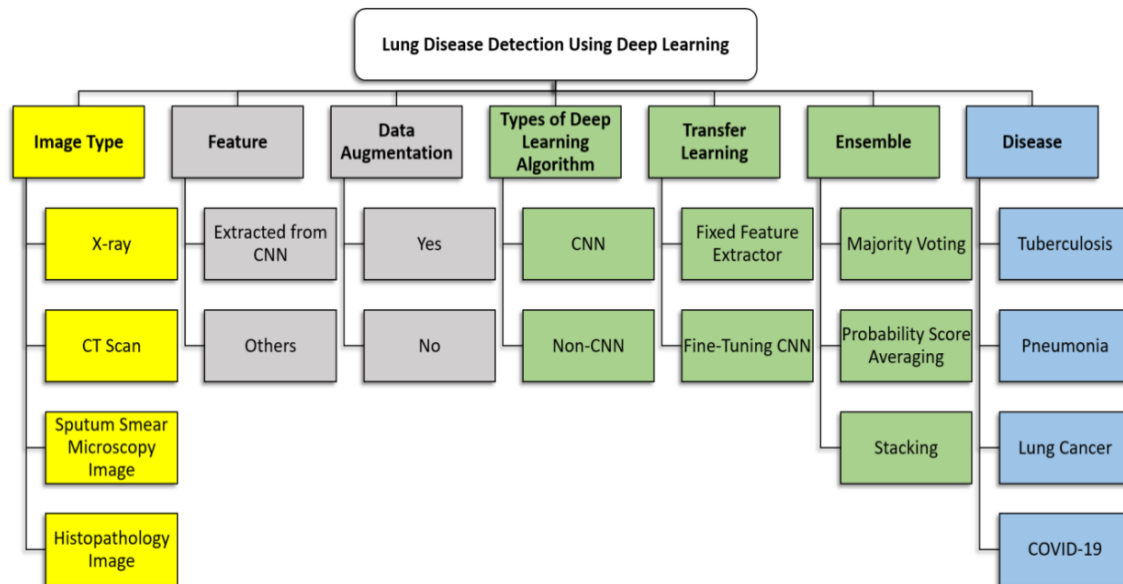 Lung Disease Detection Using Deep Learning
Image Type
Feature
Data
Augmentation
Types of Deep
Learning
Algorithm
Transfer
Learning
Ensemble
Disease
X-ray
Extracted from
CNN
Yes
CNN
Fixed Feature
Extractor
Majority Voting
Tuberculosis
CT Scan
Others
No
Non-CNN
Fine-Tuning CNN
Probability Score
Averaging
Pneumonia
Sputum Smear
Microscopy
Image
Stacking
Lung Cancer
Histopathology
Image
COVID-19